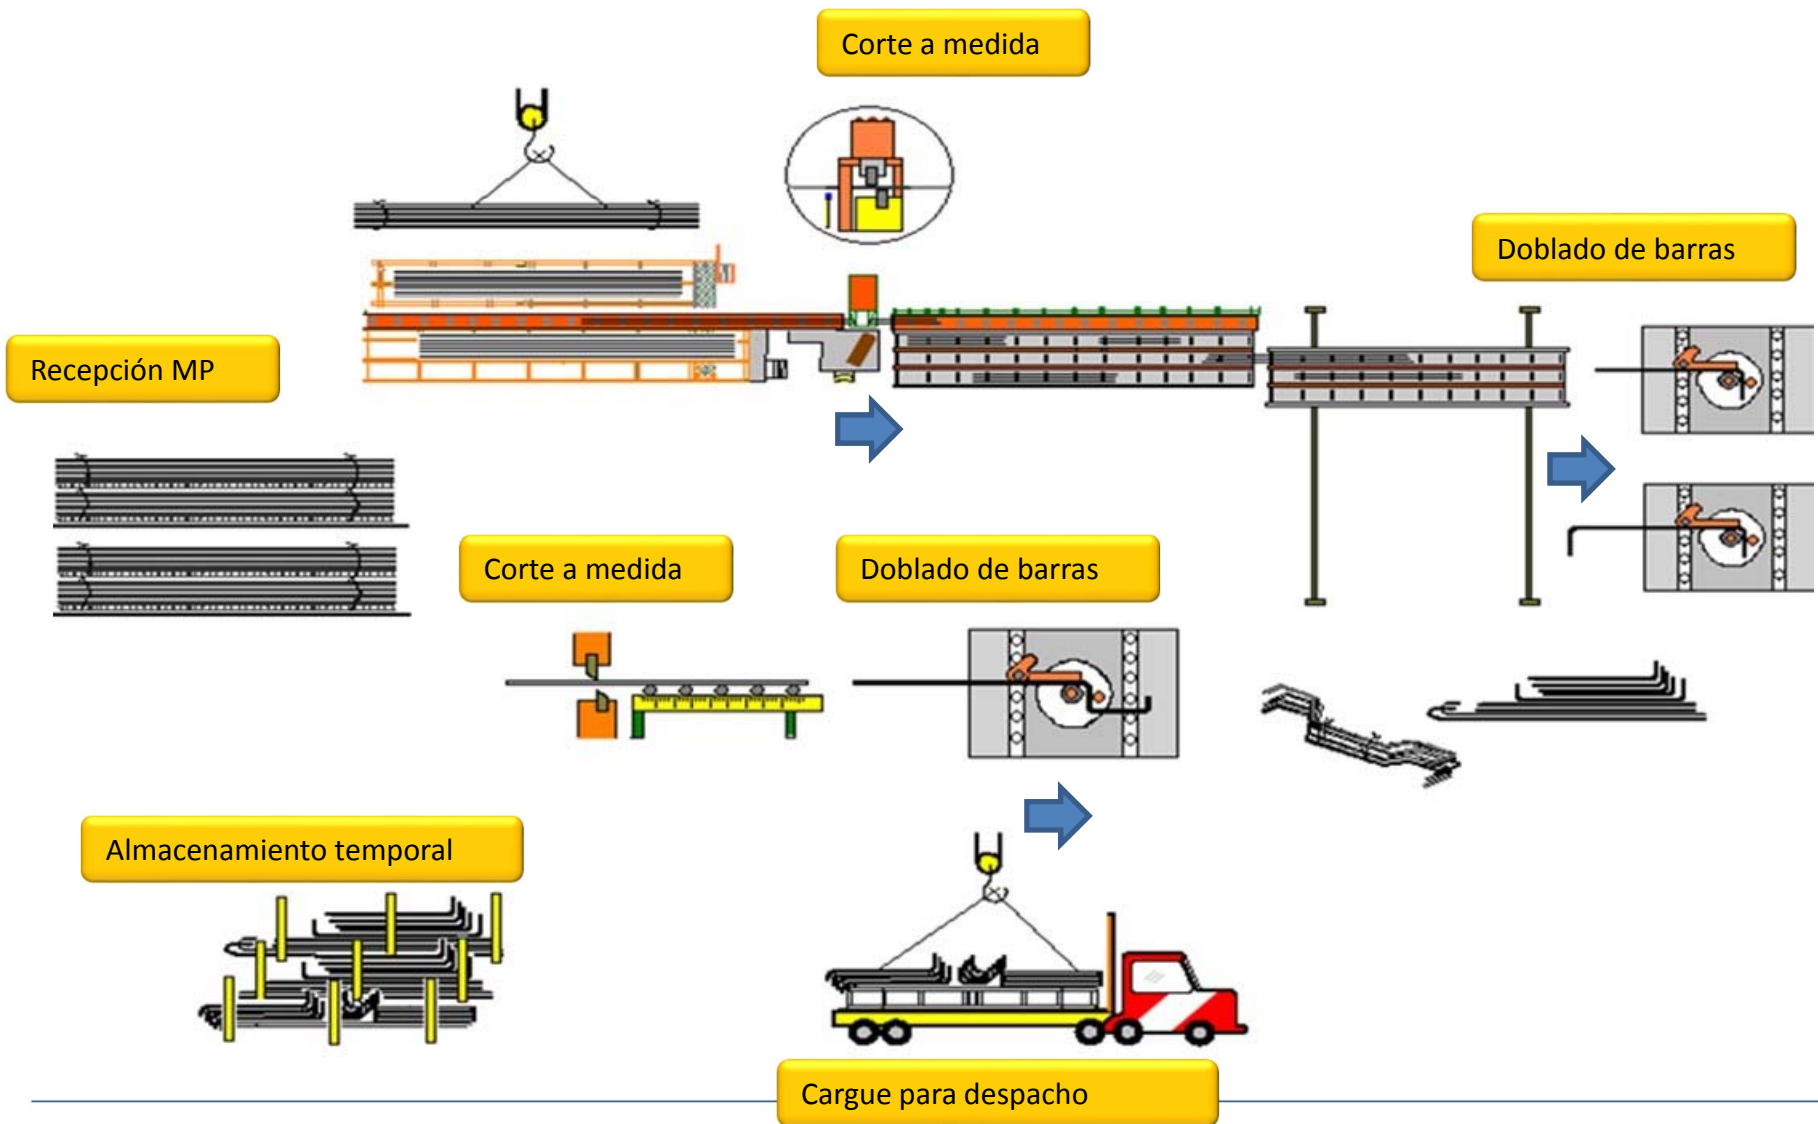 Corte a medida
Doblado de barras
Recepción MP
Corte a medida
Doblado de barras
Almacenamiento temporal
Cargue para despacho